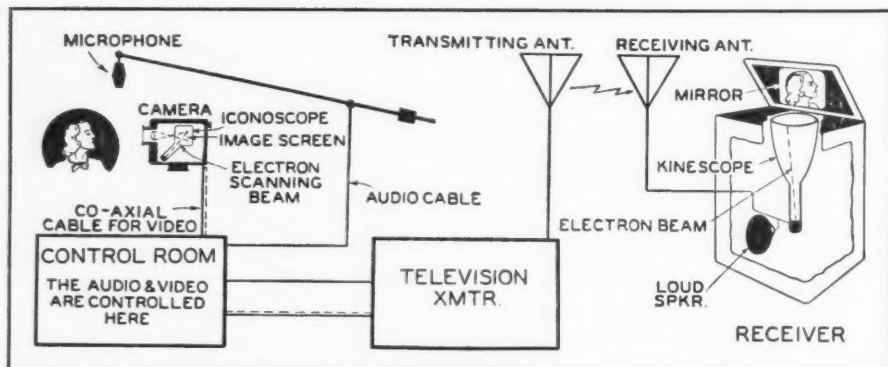 MICROPHONE
TRANSMITTING ANT.
RECEIVING ANT.
MIRROR
CAMERA
ICONOSCOPE
IMAGE SCREEN
ELECTRON
SCANNING
BEAM
KINESCOPE
CO-AXIAL
CABLE FOR VIDEO
AUDIO CABLE
ELECTRON BEAM
CONTROL ROOM
THE AUDIO & VIDEO
ARE CONTROLLED
HERE
TELEVISION
XMTR.
LOUD
SPKR.
RECEIVER